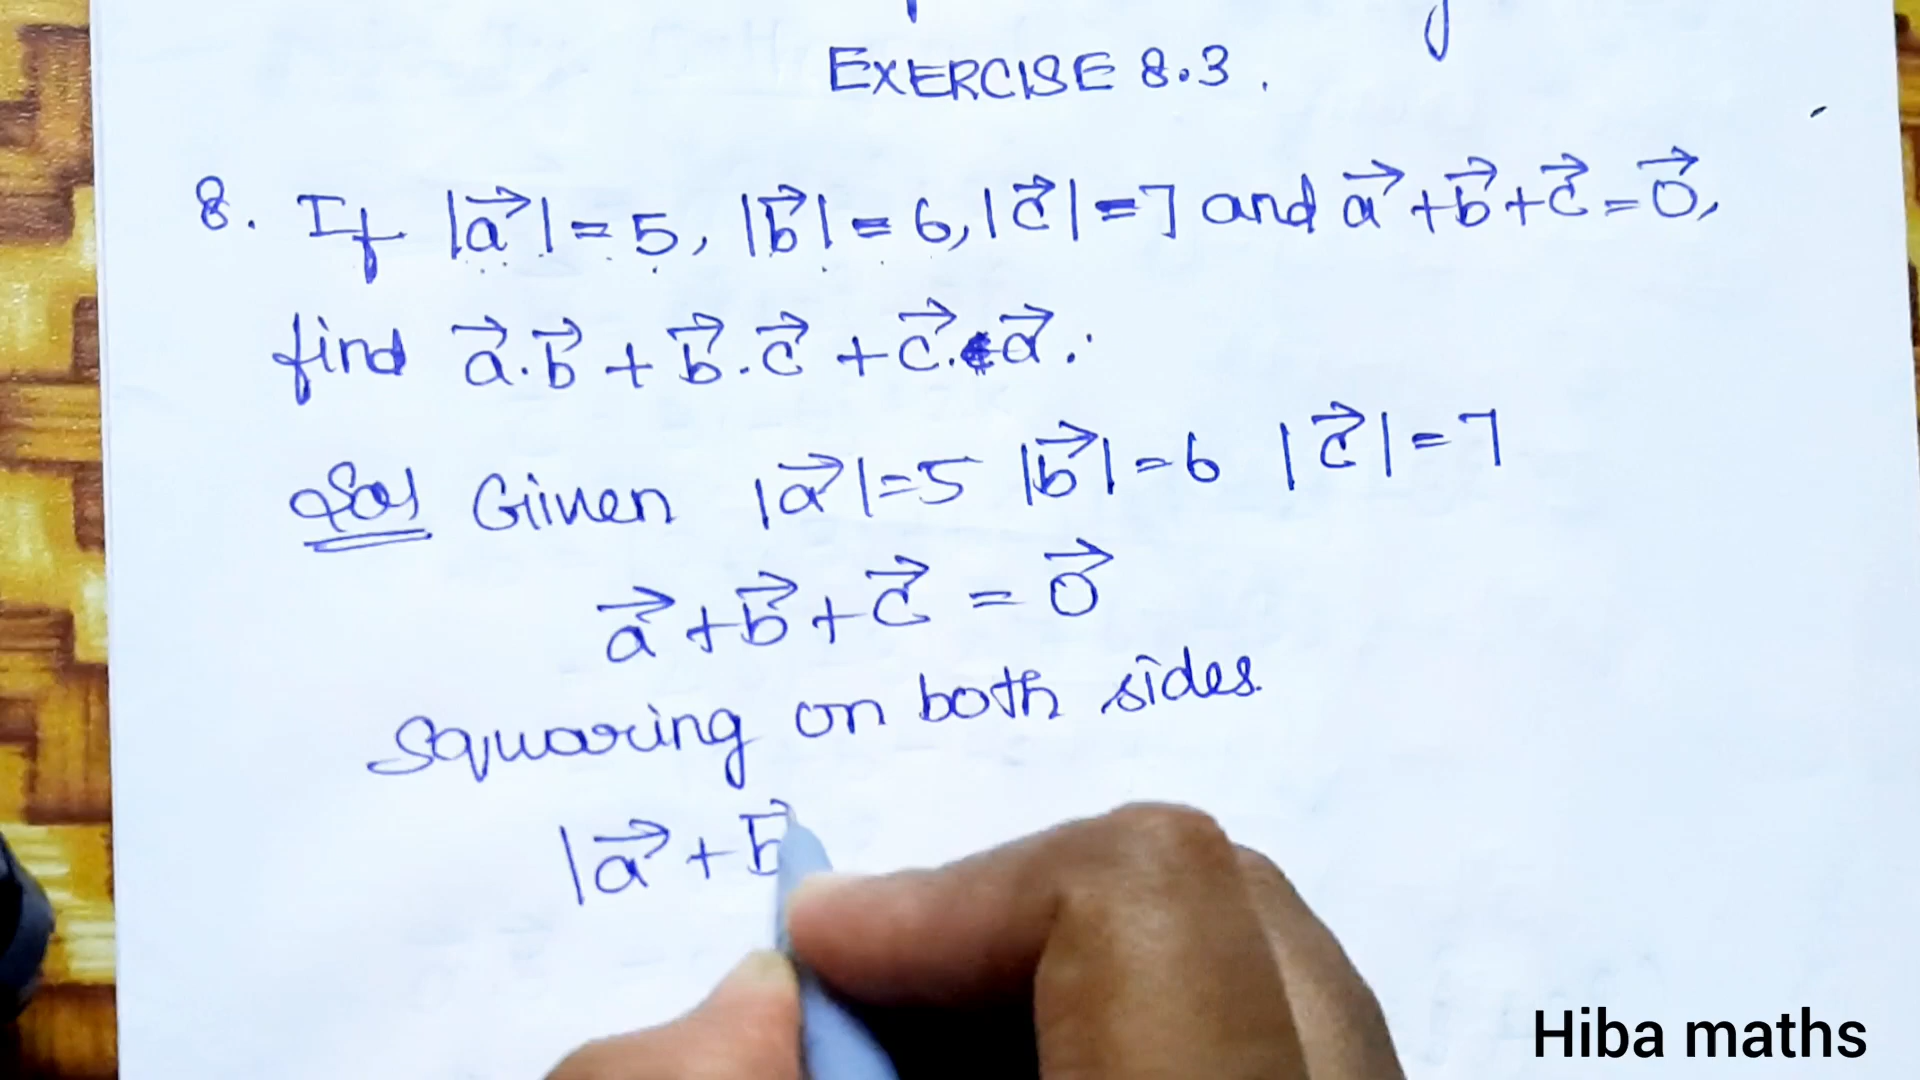 EXERCISE 8.3.
8. If |a⃗| = 5, |b⃗| = 6, |c⃗| = 7 and a⃗ + b⃗ + c⃗ = 0⃗,
find a⃗.b⃗ + b⃗.c⃗ + c⃗.a⃗.
Sol Given |a⃗| = 5 |b⃗| = 6 |c⃗| = 7
a⃗ + b⃗ + c⃗ = 0⃗
Squaring on both sides.
|a⃗ + b⃗
Hiba maths